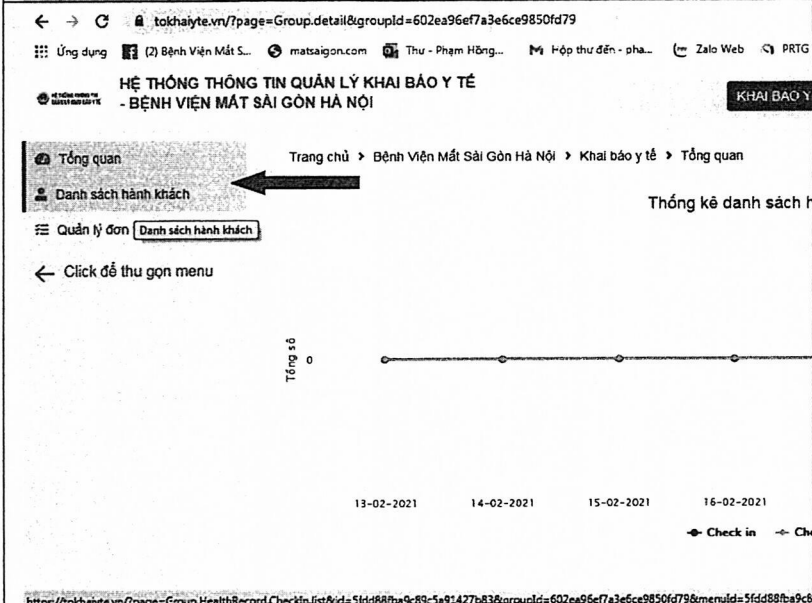 tokhaiyte.vn/?page=Group.detail&groupId=602ea96ef7a3e6ce9850fd79
Ứng dụng (2) Bệnh Viện Mắt S... matsaigon.com Thư - Phạm Hồng... Hộp thư đến - pha... Zalo Web PRTG
HỆ THỐNG THÔNG TIN QUẢN LÝ KHAI BÁO Y TẾ
- BỆNH VIỆN MẮT SÀI GÒN HÀ NỘI
KHAI BÁO Y
Tổng quan
Trang chủ > Bệnh Viện Mắt Sài Gòn Hà Nội > Khai báo y tế > Tổng quan
Danh sách hành khách
Thống kê danh sách h
Quản lý đơn Danh sách hành khách
Click để thu gọn menu
Tổng số
0
13-02-2021 14-02-2021 15-02-2021 16-02-2021
Check in Che